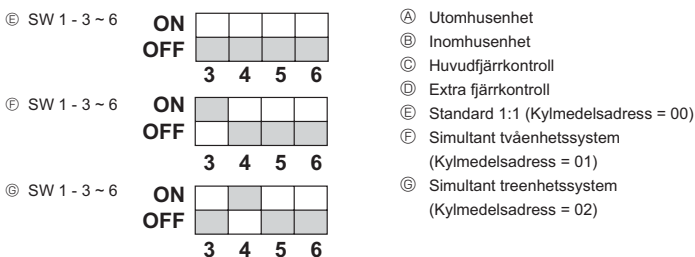 Ⓔ SW 1 - 3 ~ 6
ON
OFF
3 4 5 6
Ⓕ SW 1 - 3 ~ 6
ON
OFF
3 4 5 6
Ⓖ SW 1 - 3 ~ 6
ON
OFF
3 4 5 6
Ⓐ Utomhusenhet
Ⓑ Inomhusenhet
Ⓒ Huvudfjärrkontroll
Ⓓ Extra fjärrkontroll
Ⓔ Standard 1:1 (Kylmedelsadress = 00)
Ⓕ Simultant tvåenhetssystem
(Kylmedelsadress = 01)
Ⓖ Simultant treenhetssystem
(Kylmedelsadress = 02)